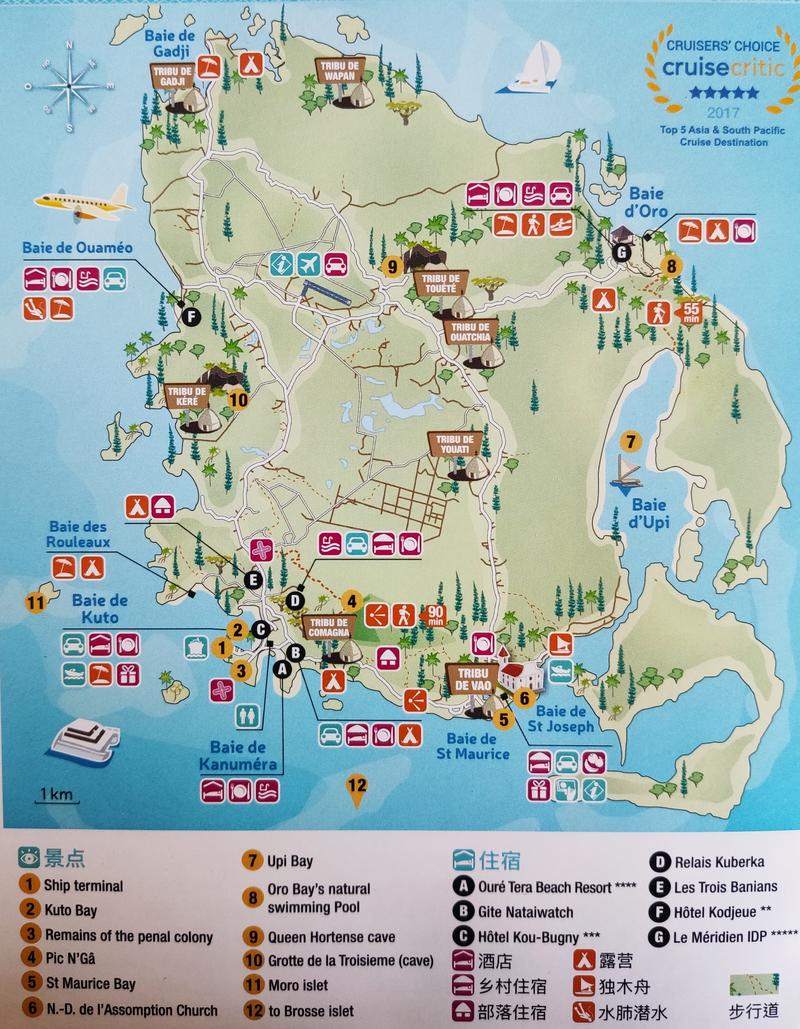 Baie de
Gadji
TRIBU DE
GADJI
TRIBU DE
WAPAN
CRUISERS' CHOICE
cruisecritic
2017
Top 5 Asia & South Pacific
Cruise Destination
N
O
E
S
Baie
d'Oro
G
8
Baie de Ouaméo
F
9
TRIBU DE
TOUÉTÉ
TRIBU DE
OUATCHIA
55
min
TRIBU DE
KÉRÉ
10
TRIBU DE
YOUATI
7
Baie
d'Upi
Baie des
Rouleaux
E
D
11
Baie de
Kuto
2
C
1
3
B
A
4
90
min
TRIBU DE
COMAGNA
TRIBU
DE VAO
6
5
Baie de
St Joseph
Baie de
St Maurice
Baie de
Kanuméra
12
1 km
景点
1 Ship terminal
2 Kuto Bay
3 Remains of the penal colony
4 Pic N'Gâ
5 St Maurice Bay
6 N.-D. de l'Assomption Church
7 Upi Bay
8 Oro Bay's natural
swimming Pool
9 Queen Hortense cave
10 Grotte de la Troisieme (cave)
11 Moro islet
12 to Brosse islet
住宿
A Ouré Tera Beach Resort ****
B Gite Nataiwatch
C Hôtel Kou-Bugny ***
D Relais Kuberka
E Les Trois Banians
F Hôtel Kodjeue **
G Le Méridien IDP *****
酒店
乡村住宿
部落住宿
露营
独木舟
水肺潜水
步行道